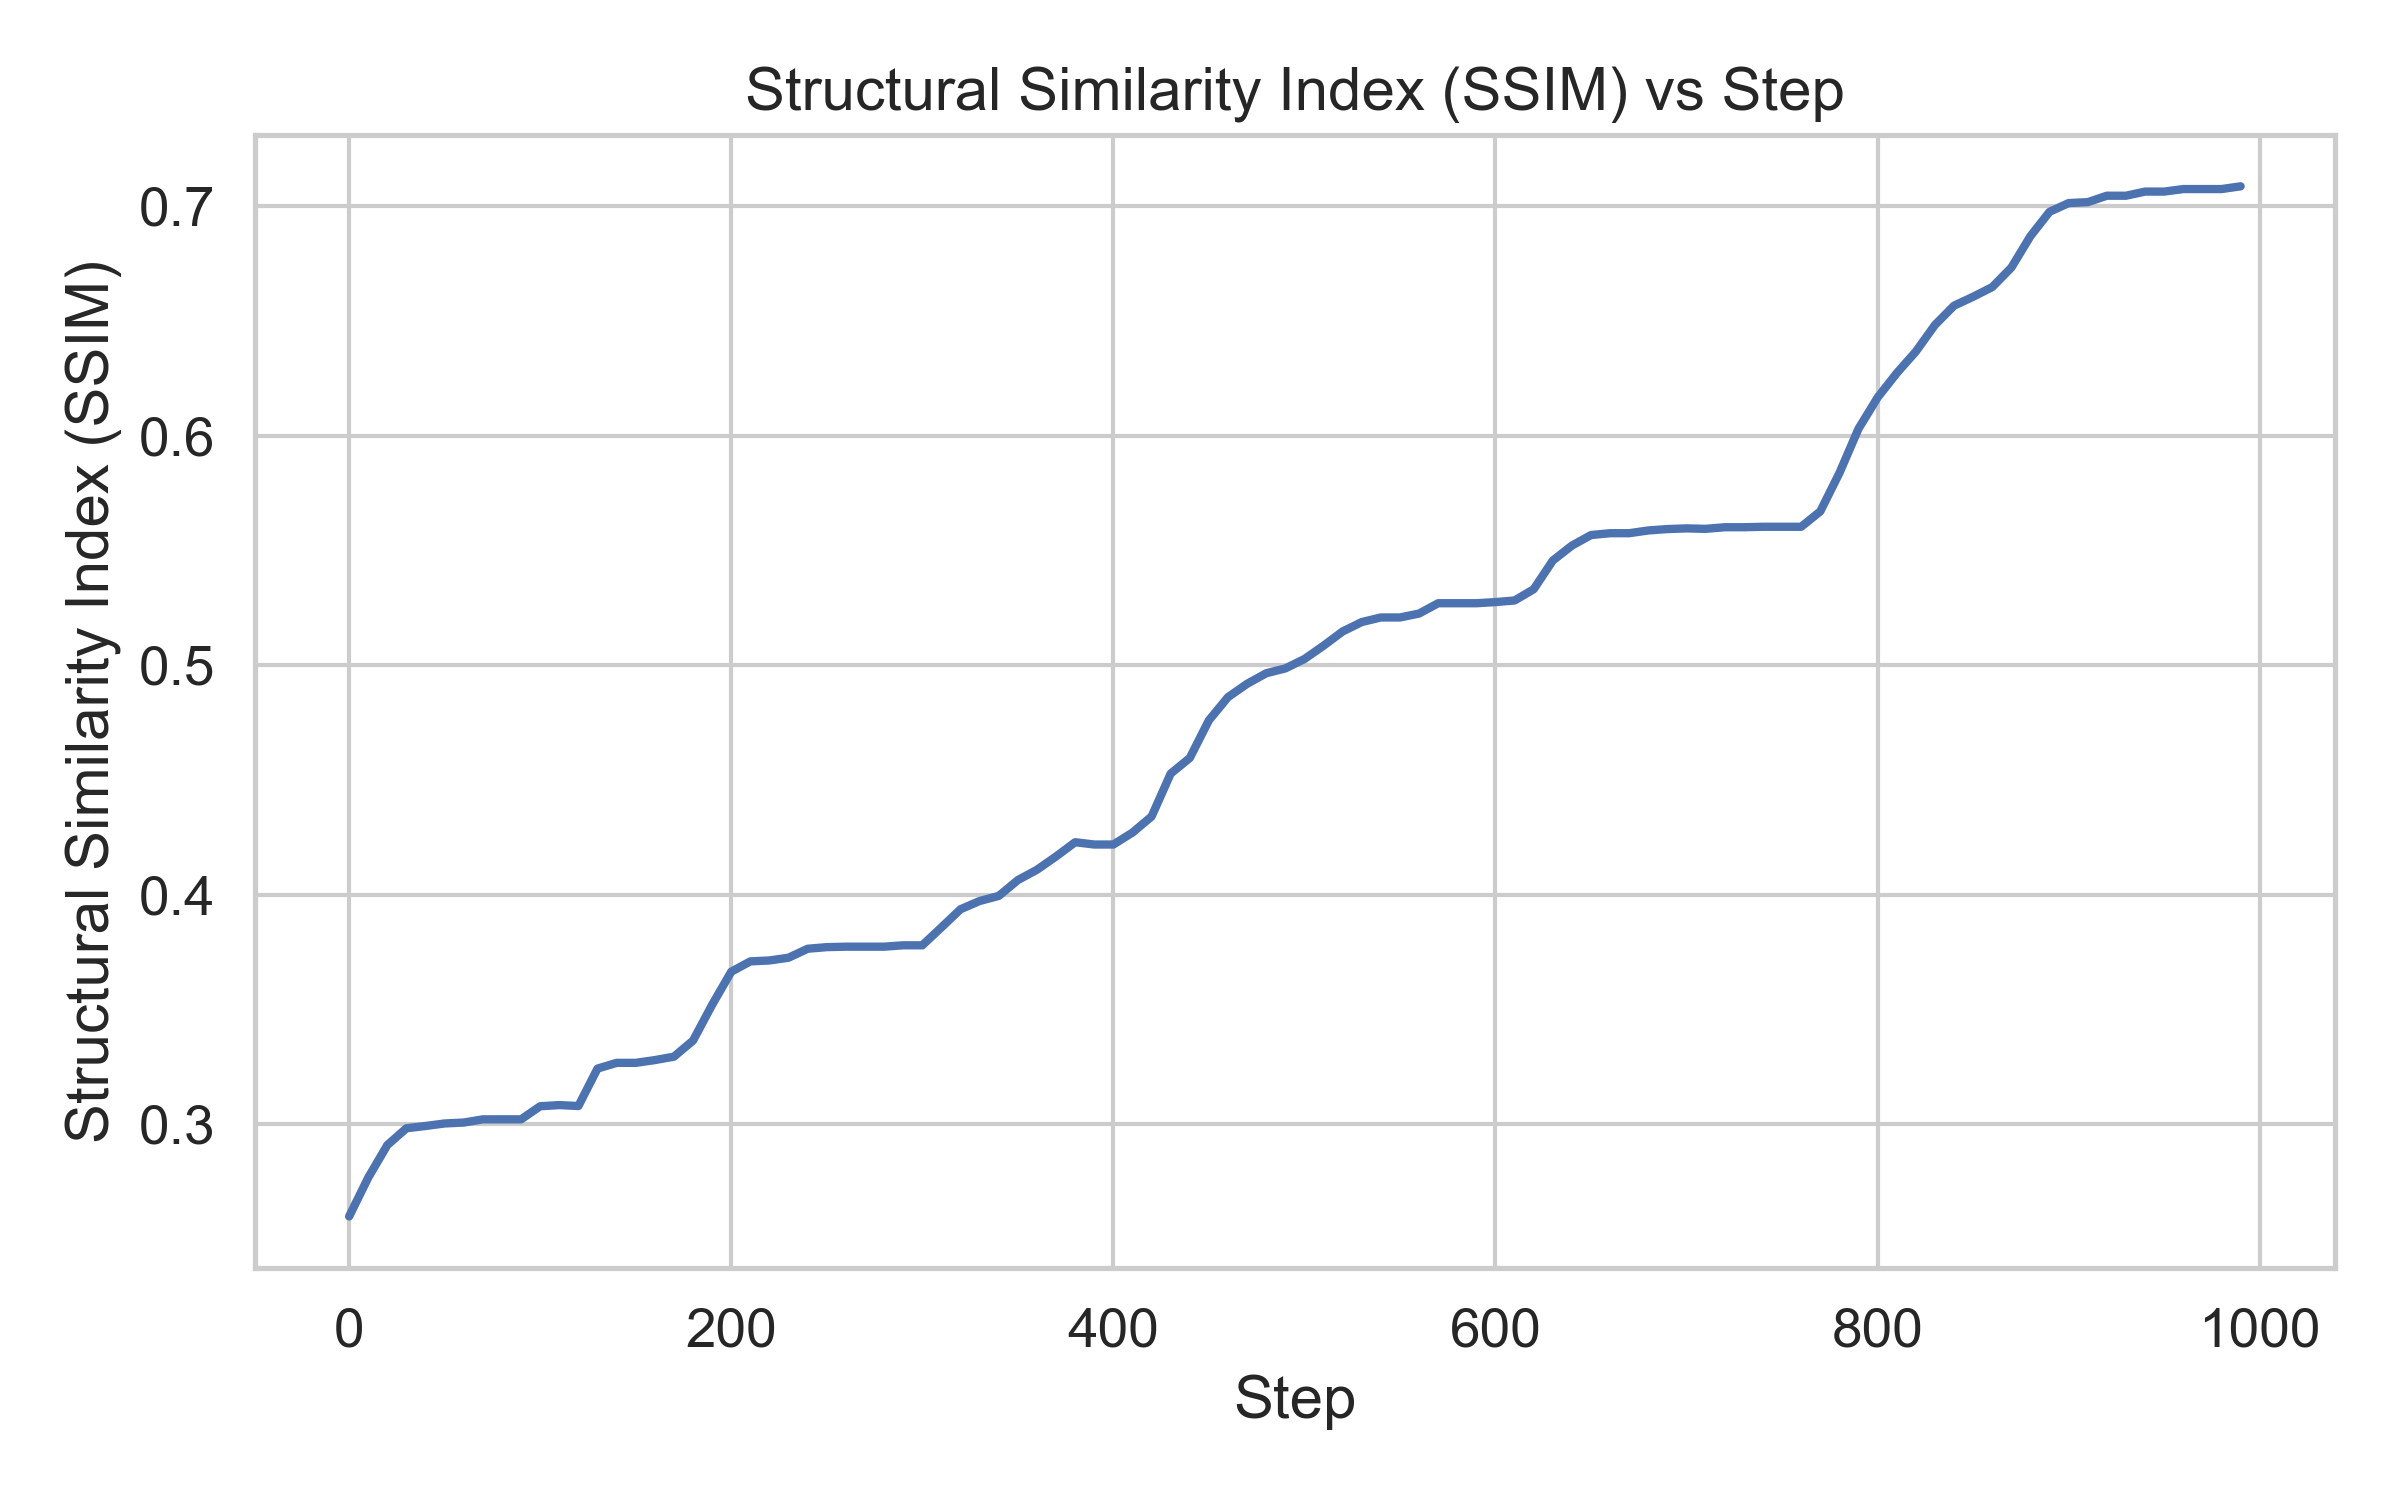 Structural Similarity Index (SSIM) vs Step
Structural Similarity Index (SSIM)
0.7
0.6
0.5
0.4
0.3
0 200 400 600 800 1000
Step